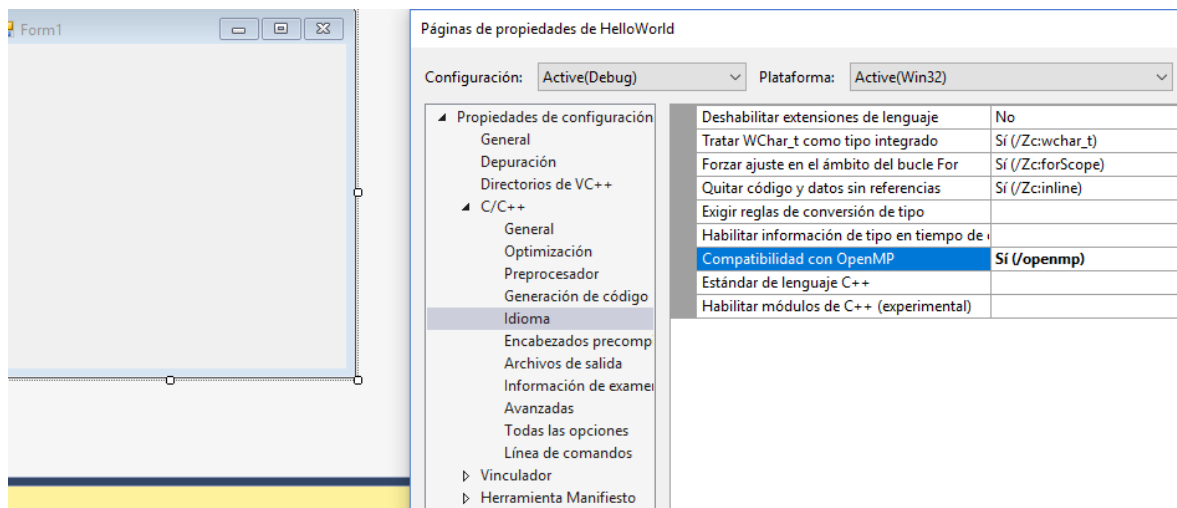 Form1
Páginas de propiedades de HelloWorld
Configuración: Active(Debug) Plataforma: Active(Win32)
Propiedades de configuración
General
Depuración
Directorios de VC++
C/C++
General
Optimización
Preprocesador
Generación de código
Idioma
Encabezados precomp
Archivos de salida
Información de examen
Avanzadas
Todas las opciones
Línea de comandos
Vinculador
Herramienta Manifiesto
Deshabilitar extensiones de lenguaje No
Tratar WChar_t como tipo integrado Sí (/Zc:wchar_t)
Forzar ajuste en el ámbito del bucle For Sí (/Zc:forScope)
Quitar código y datos sin referencias Sí (/Zc:inline)
Exigir reglas de conversión de tipo
Habilitar información de tipo en tiempo de
Compatibilidad con OpenMP Sí (/openmp)
Estándar de lenguaje C++
Habilitar módulos de C++ (experimental)